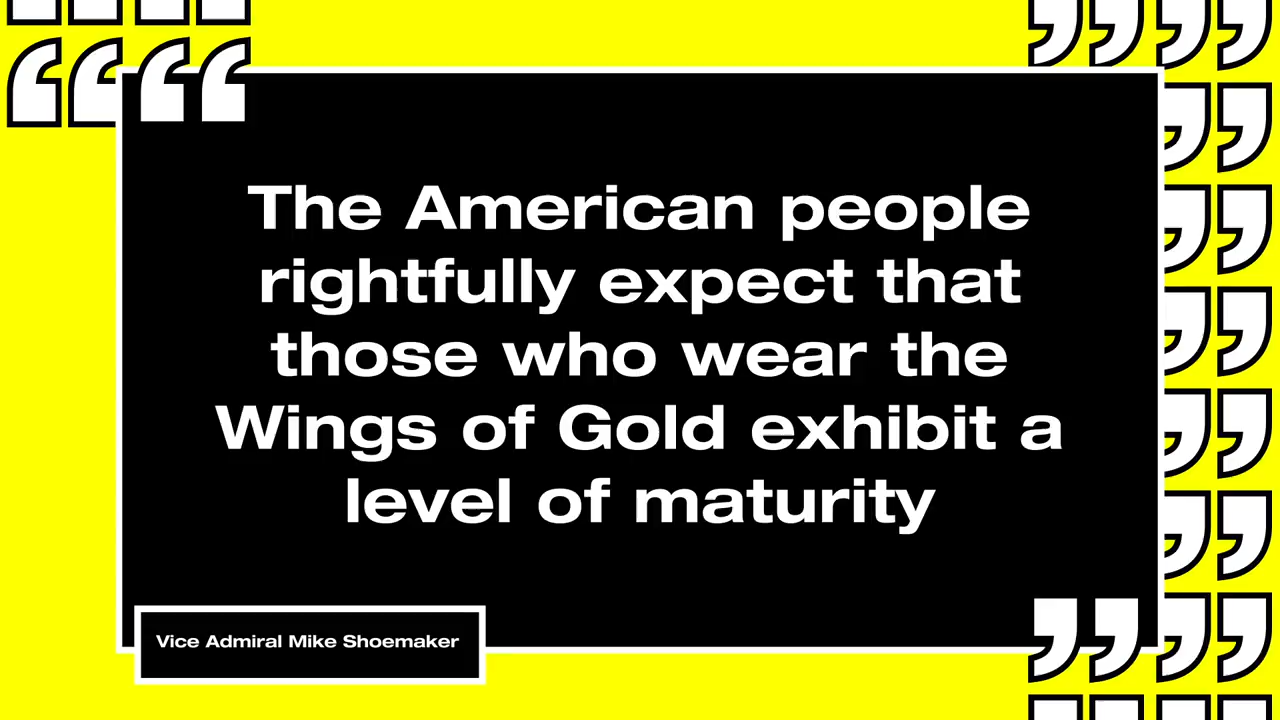 The American people
rightfully expect that
those who wear the
Wings of Gold exhibit a
level of maturity
Vice Admiral Mike Shoemaker